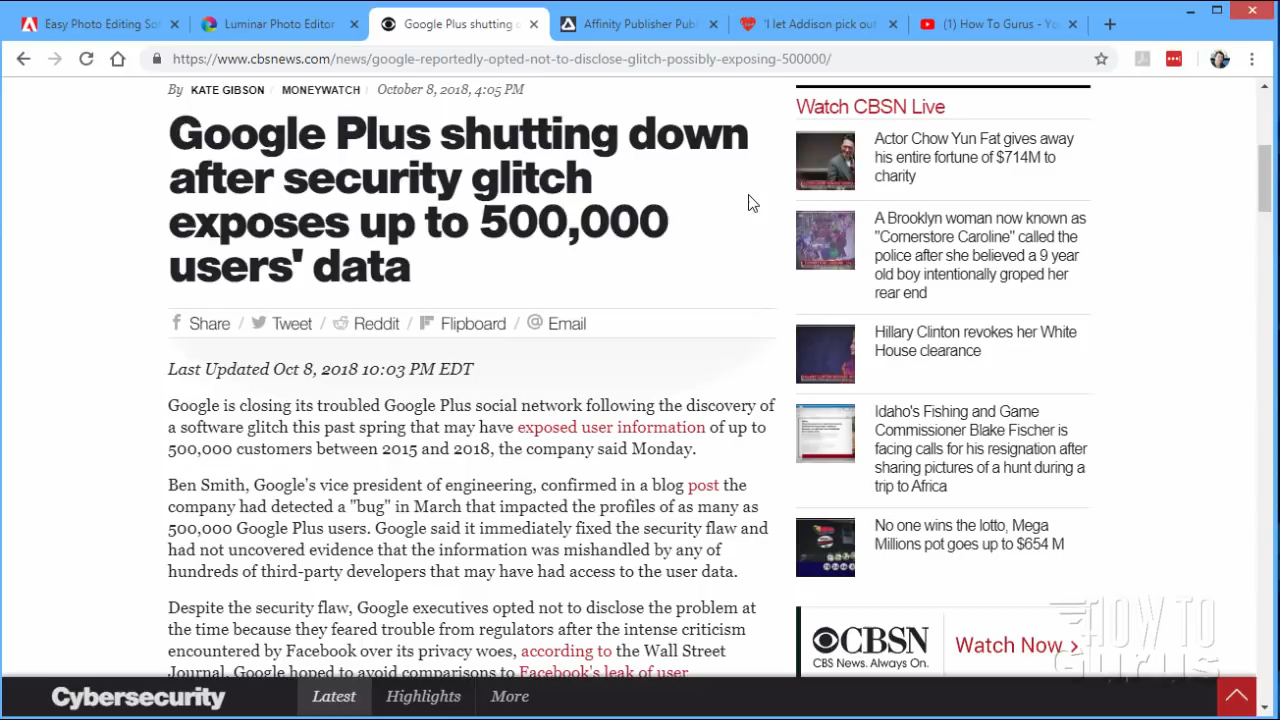 Easy Photo Editing Sof
Luminar Photo Editor
Google Plus shutting d
Affinity Publisher Publ
'I let Addison pick out
(1) How To Gurus - Yo
https://www.cbsnews.com/news/google-reportedly-opted-not-to-disclose-glitch-possibly-exposing-500000/
By KATE GIBSON / MONEYWATCH / October 8, 2018, 4:05 PM
Google Plus shutting down
after security glitch
exposes up to 500,000
users' data
Share / Tweet / Reddit / Flipboard / Email
Last Updated Oct 8, 2018 10:03 PM EDT
Google is closing its troubled Google Plus social network following the discovery of
a software glitch this past spring that may have exposed user information of up to
500,000 customers between 2015 and 2018, the company said Monday.
Ben Smith, Google's vice president of engineering, confirmed in a blog post the
company had detected a "bug" in March that impacted the profiles of as many as
500,000 Google Plus users. Google said it immediately fixed the security flaw and
had not uncovered evidence that the information was mishandled by any of
hundreds of third-party developers that may have had access to the user data.
Despite the security flaw, Google executives opted not to disclose the problem at
the time because they feared trouble from regulators after the intense criticism
encountered by Facebook over its privacy woes, according to the Wall Street
Journal. Google hoped to avoid comparisons to Facebook's leak of user
Watch CBSN Live
Actor Chow Yun Fat gives away
his entire fortune of $714M to
charity
A Brooklyn woman now known as
"Cornerstore Caroline" called the
police after she believed a 9 year
old boy intentionally groped her
rear end
Hillary Clinton revokes her White
House clearance
Idaho's Fishing and Game
Commissioner Blake Fischer is
facing calls for his resignation after
sharing pictures of a hunt during a
trip to Africa
No one wins the lotto, Mega
Millions pot goes up to $654 M
CBSN
CBS News. Always On.
Watch Now
HOW TO
GURUS
Cybersecurity
Latest
Highlights
More